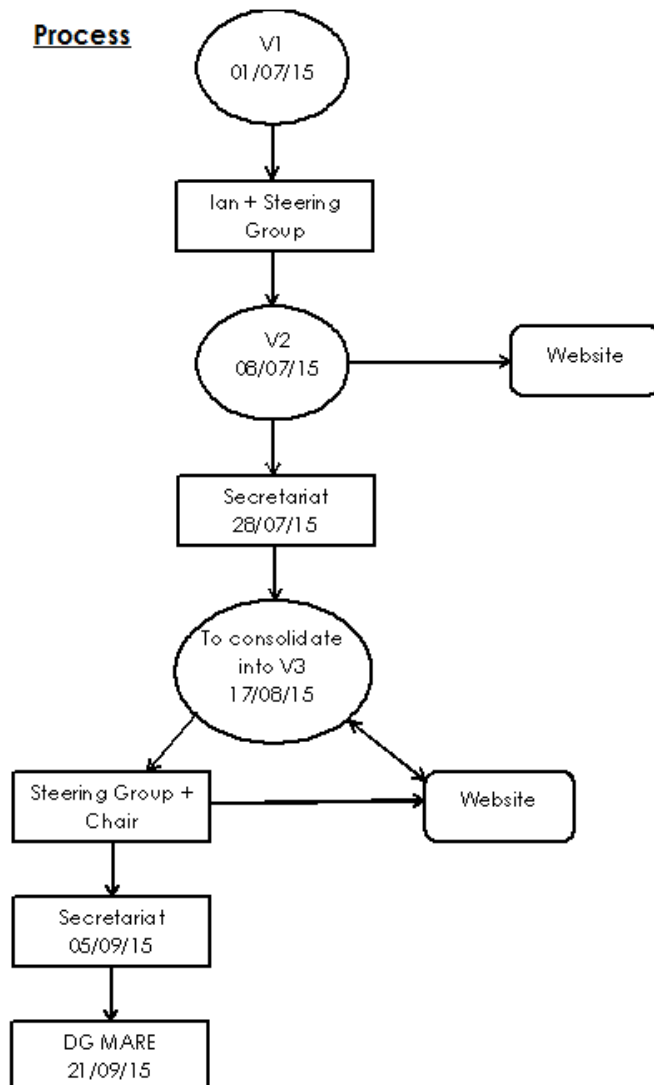 Process
V1
01/07/15
Ian + Steering
Group
V2
08/07/15
Website
Secretariat
28/07/15
To consolidate
into V3
17/08/15
Steering Group +
Chair
Website
Secretariat
05/09/15
DG MARE
21/09/15